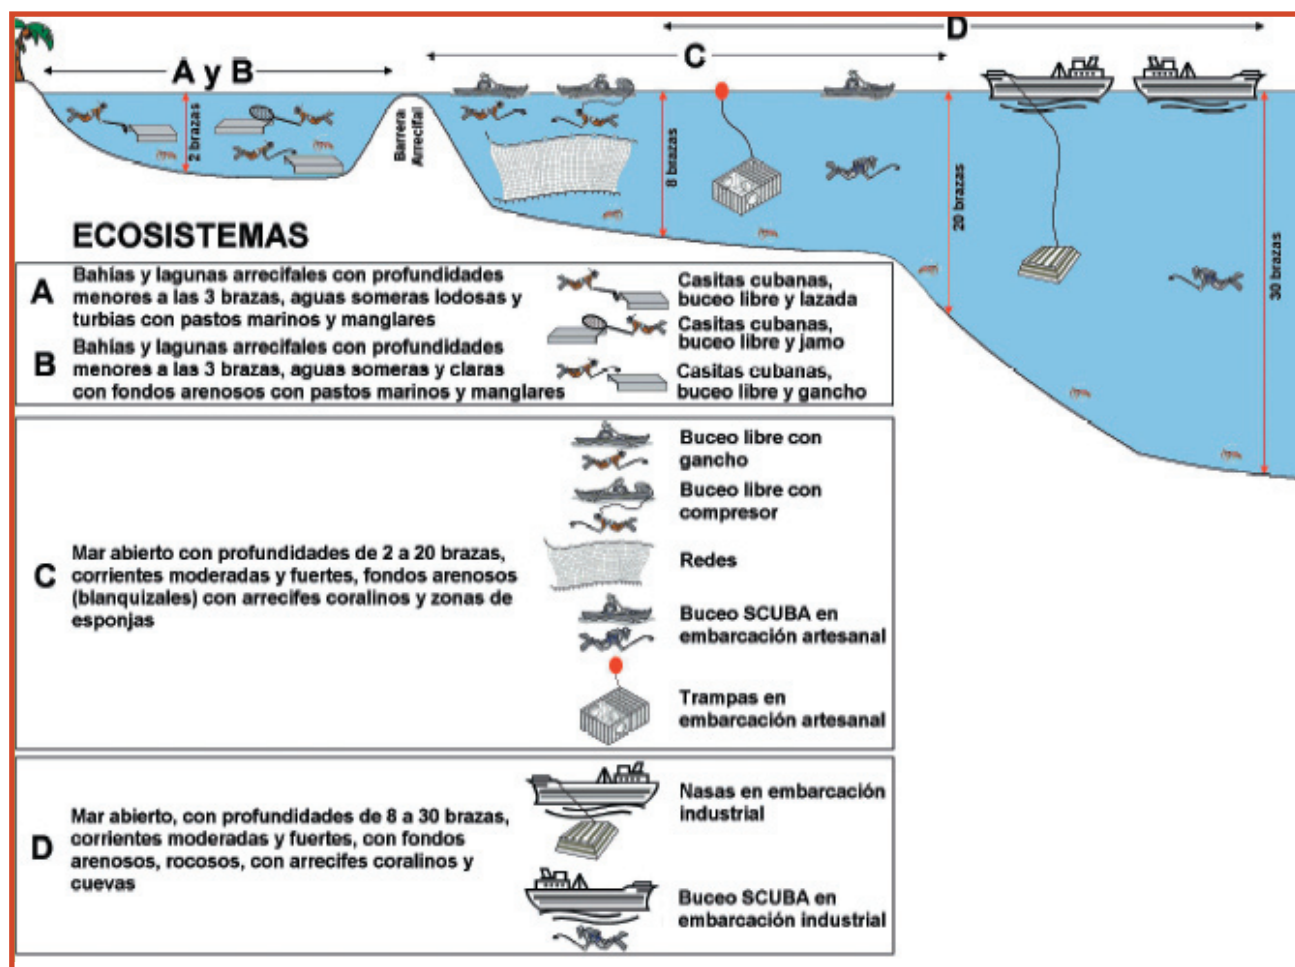 D
C
A y B
2 brazas
Barrera
Arrecifal
8 brazas
20 brazas
30 brazas
ECOSISTEMAS
A
Bahías y lagunas arrecifales con profundidades
menores a las 3 brazas, aguas someras lodosas y
turbias con pastos marinos y manglares
B
Bahías y lagunas arrecifales con profundidades
menores a las 3 brazas, aguas someras y claras
con fondos arenosos con pastos marinos y manglares
Casitas cubanas,
buceo libre y lazada
Casitas cubanas,
buceo libre y jamo
Casitas cubanas,
buceo libre y gancho
C
Mar abierto con profundidades de 2 a 20 brazas,
corrientes moderadas y fuertes, fondos arenosos
(blanquizales) con arrecifes coralinos y zonas de
esponjas
Buceo libre con
gancho
Buceo libre con
compresor
Redes
Buceo SCUBA en
embarcación artesanal
Trampas en
embarcación artesanal
D
Mar abierto, con profundidades de 8 a 30 brazas,
corrientes moderadas y fuertes, con fondos
arenosos, rocosos, con arrecifes coralinos y
cuevas
Nasas en embarcación
industrial
Buceo SCUBA en
embarcación industrial